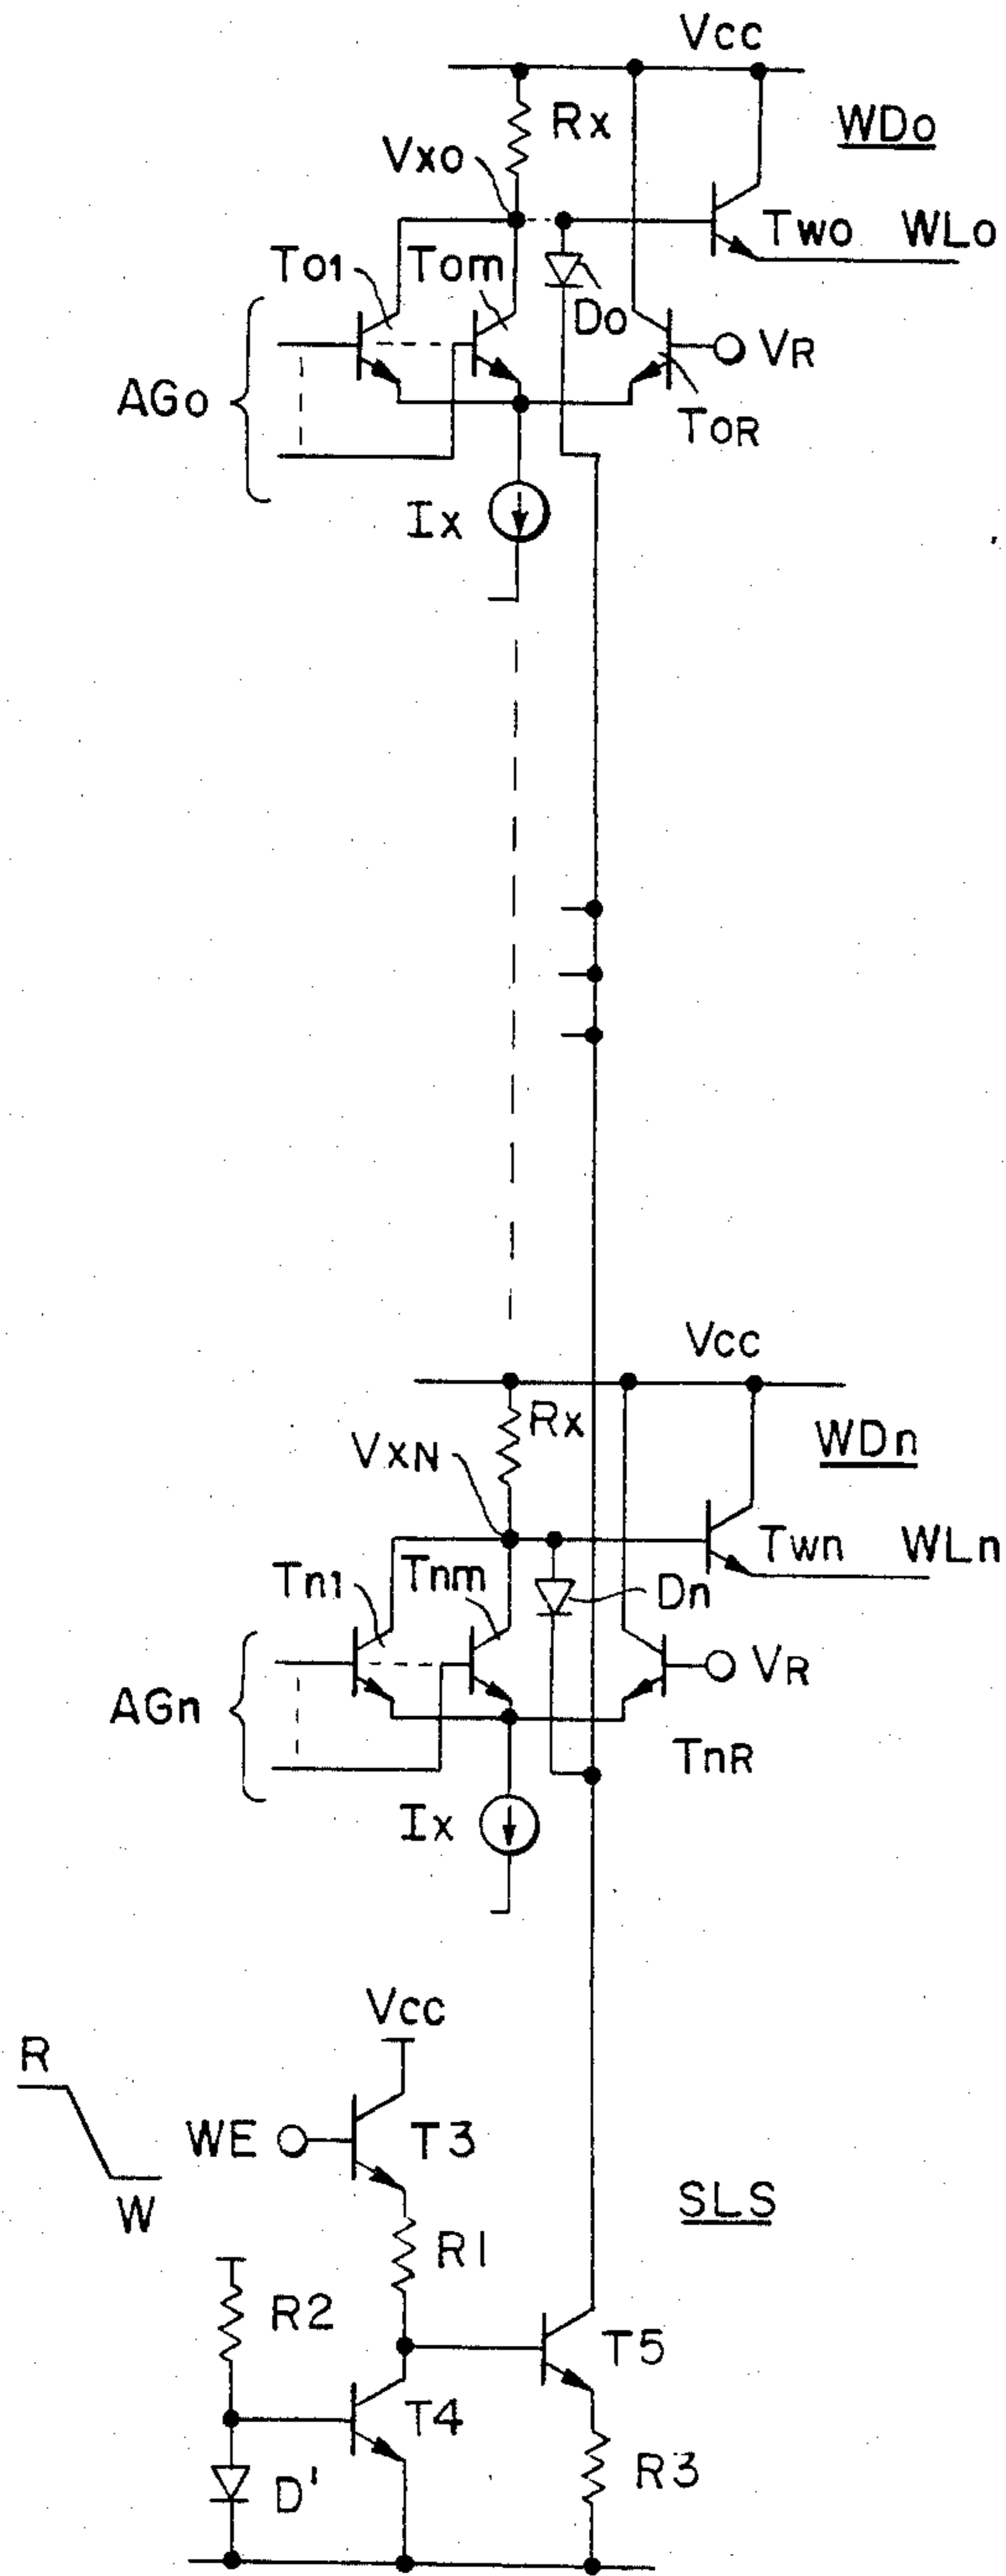 Vcc
Rx
WDo
Vxo
To1
Tom
Two
WLo
Do
VR
AGo
ToR
Ix
Vcc
Rx
WDn
VXN
Tn1
Tnm
Twn
WLn
Dn
VR
AGn
TnR
Ix
Vcc
R
WE
T3
W
SLS
R1
R2
T5
T4
R3
D'